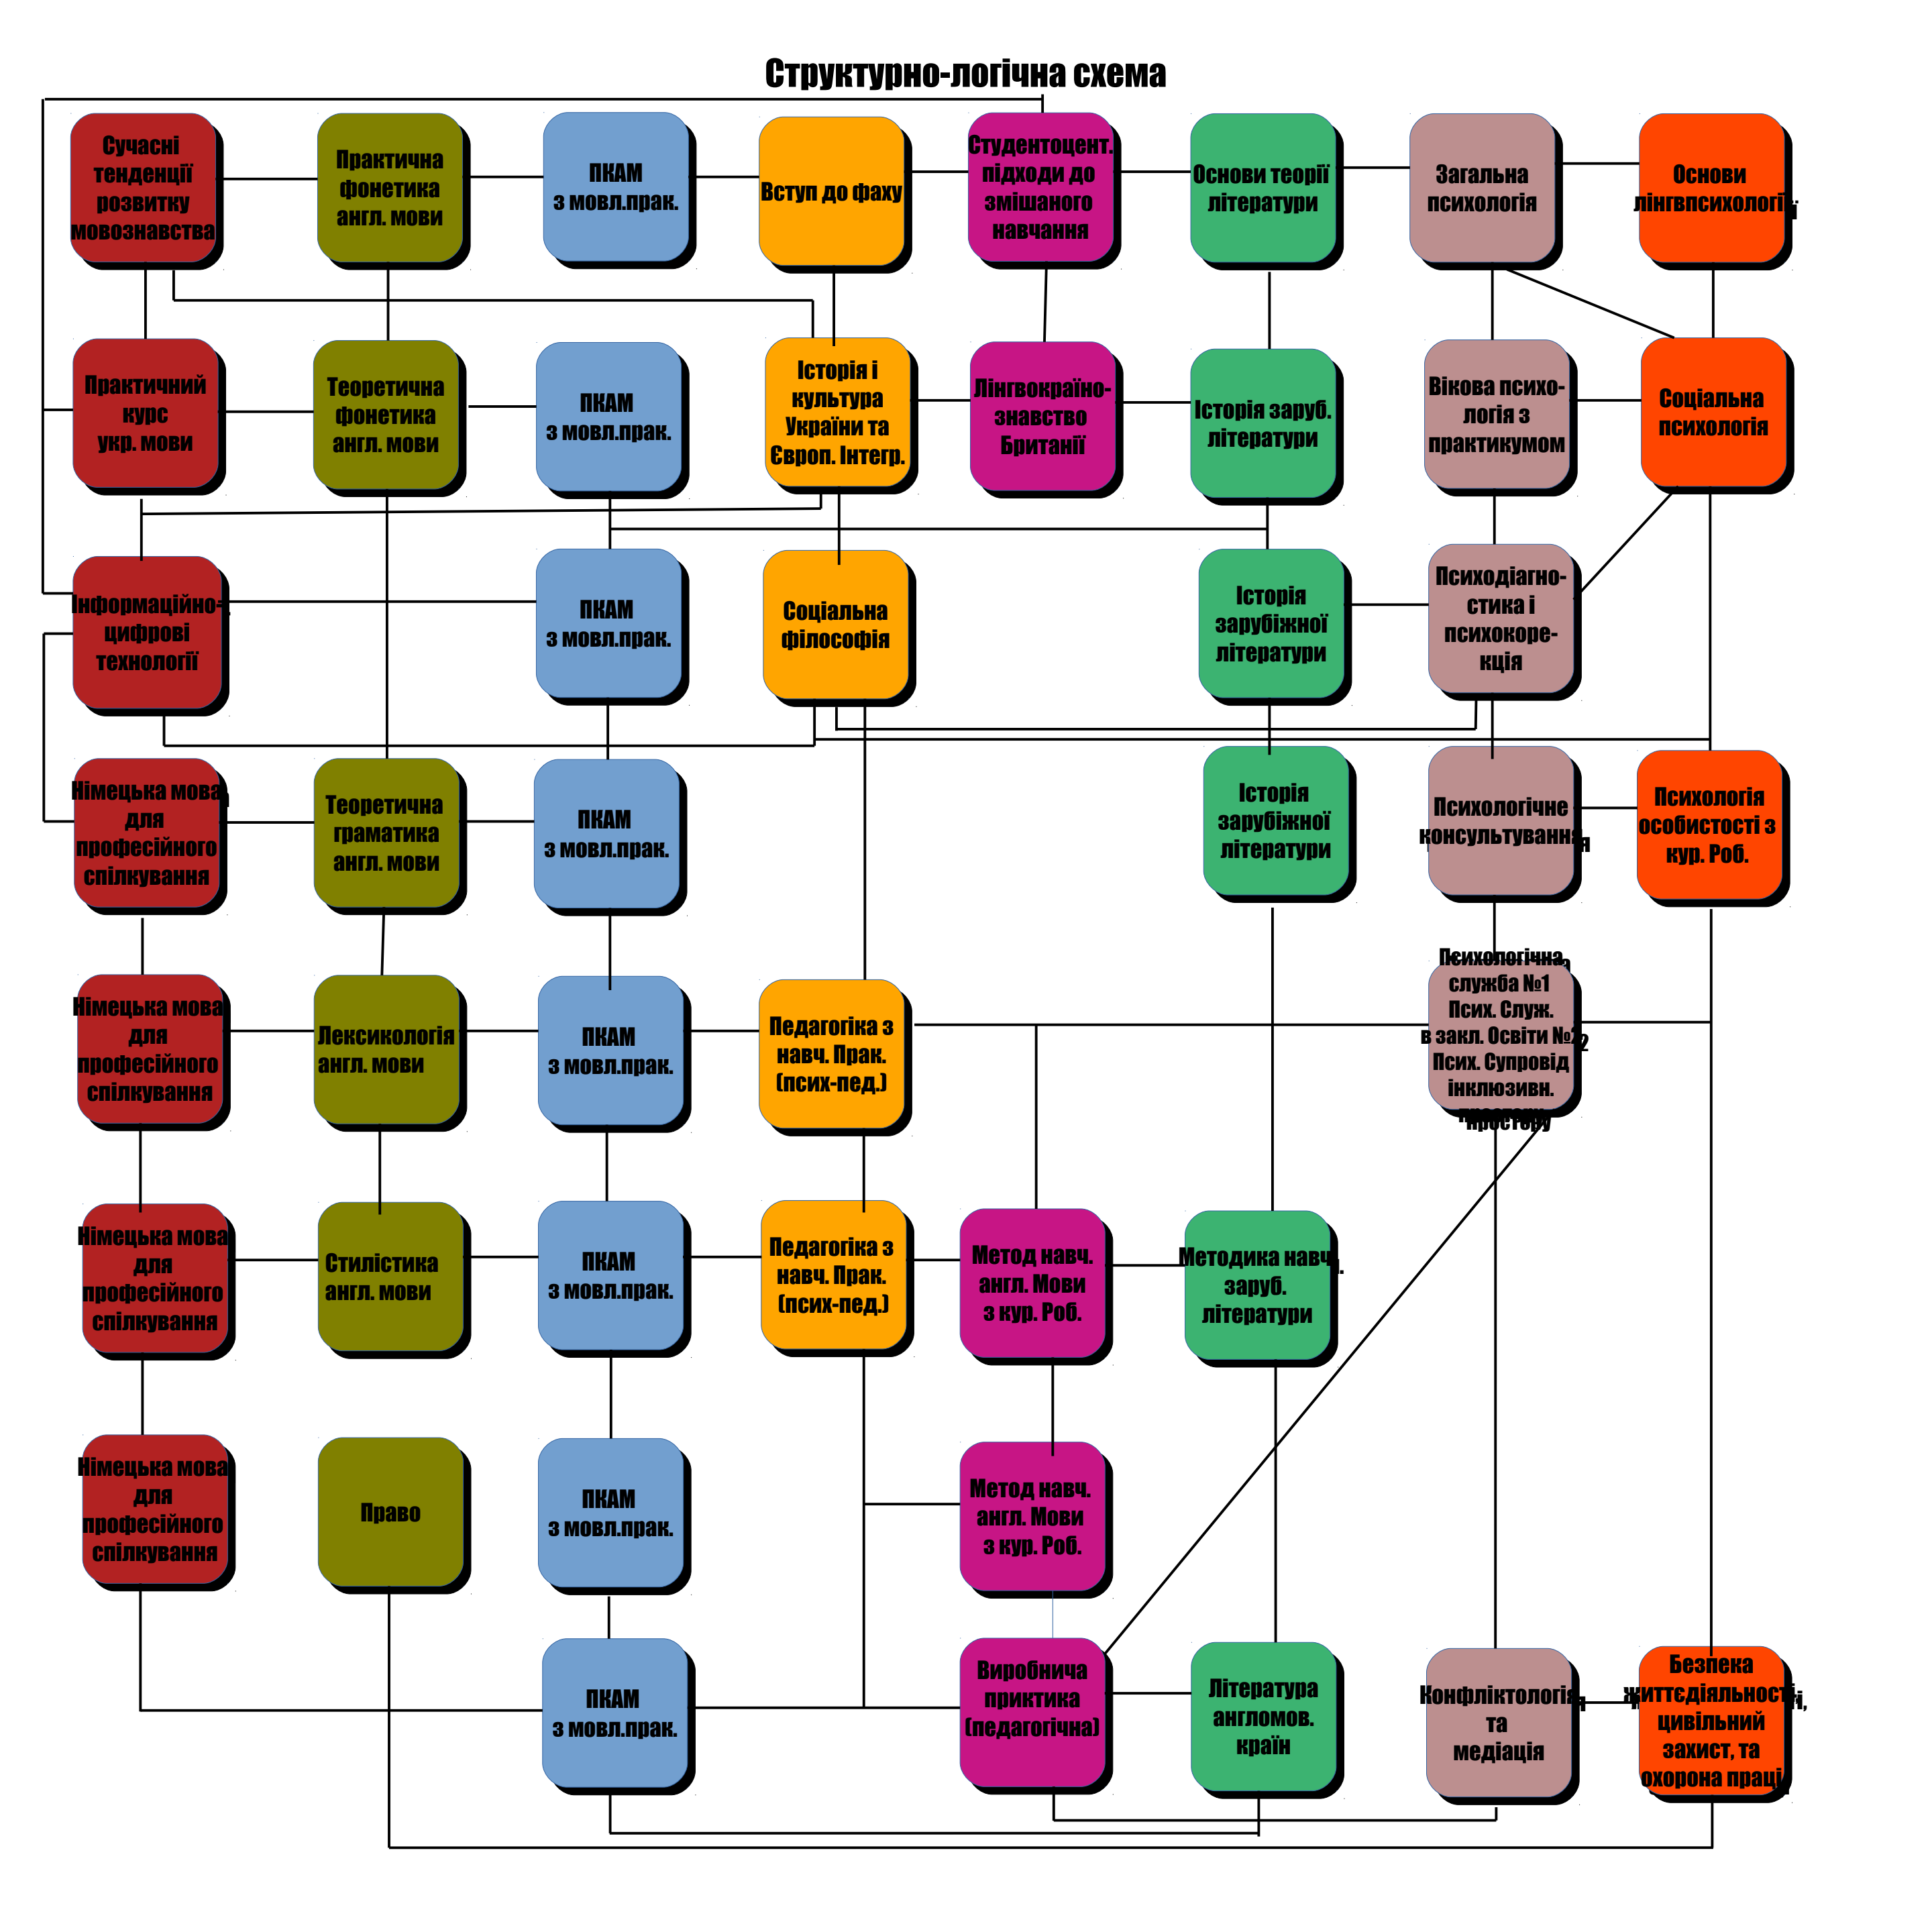 Структурно-логічна схема
Сучасні
тенденції
розвитку
мовознавства
Практична
фонетика
англ. мови
ПКАМ
з мовл.прак.
Вступ до фаху
Студентоцент.
підходи до
змішаного
навчання
Основи теорії
літератури
Загальна
психологія
Основи
лінгвпсихології
Практичний
курс
укр. мови
Теоретична
фонетика
англ. мови
ПКАМ
з мовл.прак.
Історія і
культура
України та
Європ. Інтегр.
Лінгвокраїно-
знавство
Британії
Історія заруб.
літератури
Вікова психо-
логія з
практикумом
Соціальна
психологія
Інформаційно-
цифрові
технології
ПКАМ
з мовл.прак.
Соціальна
філософія
Історія
зарубіжної
літератури
Психодіагно-
стика і
психокоре-
кція
Німецька мова
для
професійного
спілкування
Теоретична
граматика
англ. мови
ПКАМ
з мовл.прак.
Історія
зарубіжної
літератури
Психологічне
консультування
Психологія
особистості з
кур. Роб.
Німецька мова
для
професійного
спілкування
Лексикологія
англ. мови
ПКАМ
з мовл.прак.
Педагогіка з
навч. Прак.
(псих-пед.)
Психологічна
служба №1
Псих. Служ.
в закл. Освіти №2
Псих. Супровід
інклюзивн.
простору
Німецька мова
для
професійного
спілкування
Стилістика
англ. мови
ПКАМ
з мовл.прак.
Педагогіка з
навч. Прак.
(псих-пед.)
Метод навч.
англ. Мови
з кур. Роб.
Методика навч.
заруб.
літератури
Німецька мова
для
професійного
спілкування
Право
ПКАМ
з мовл.прак.
Метод навч.
англ. Мови
з кур. Роб.
ПКАМ
з мовл.прак.
Виробнича
приктика
(педагогічна)
Література
англомов.
країн
Конфліктологія
та
медіація
Безпека
життєдіяльності,
цивільний
захист, та
охорона праці